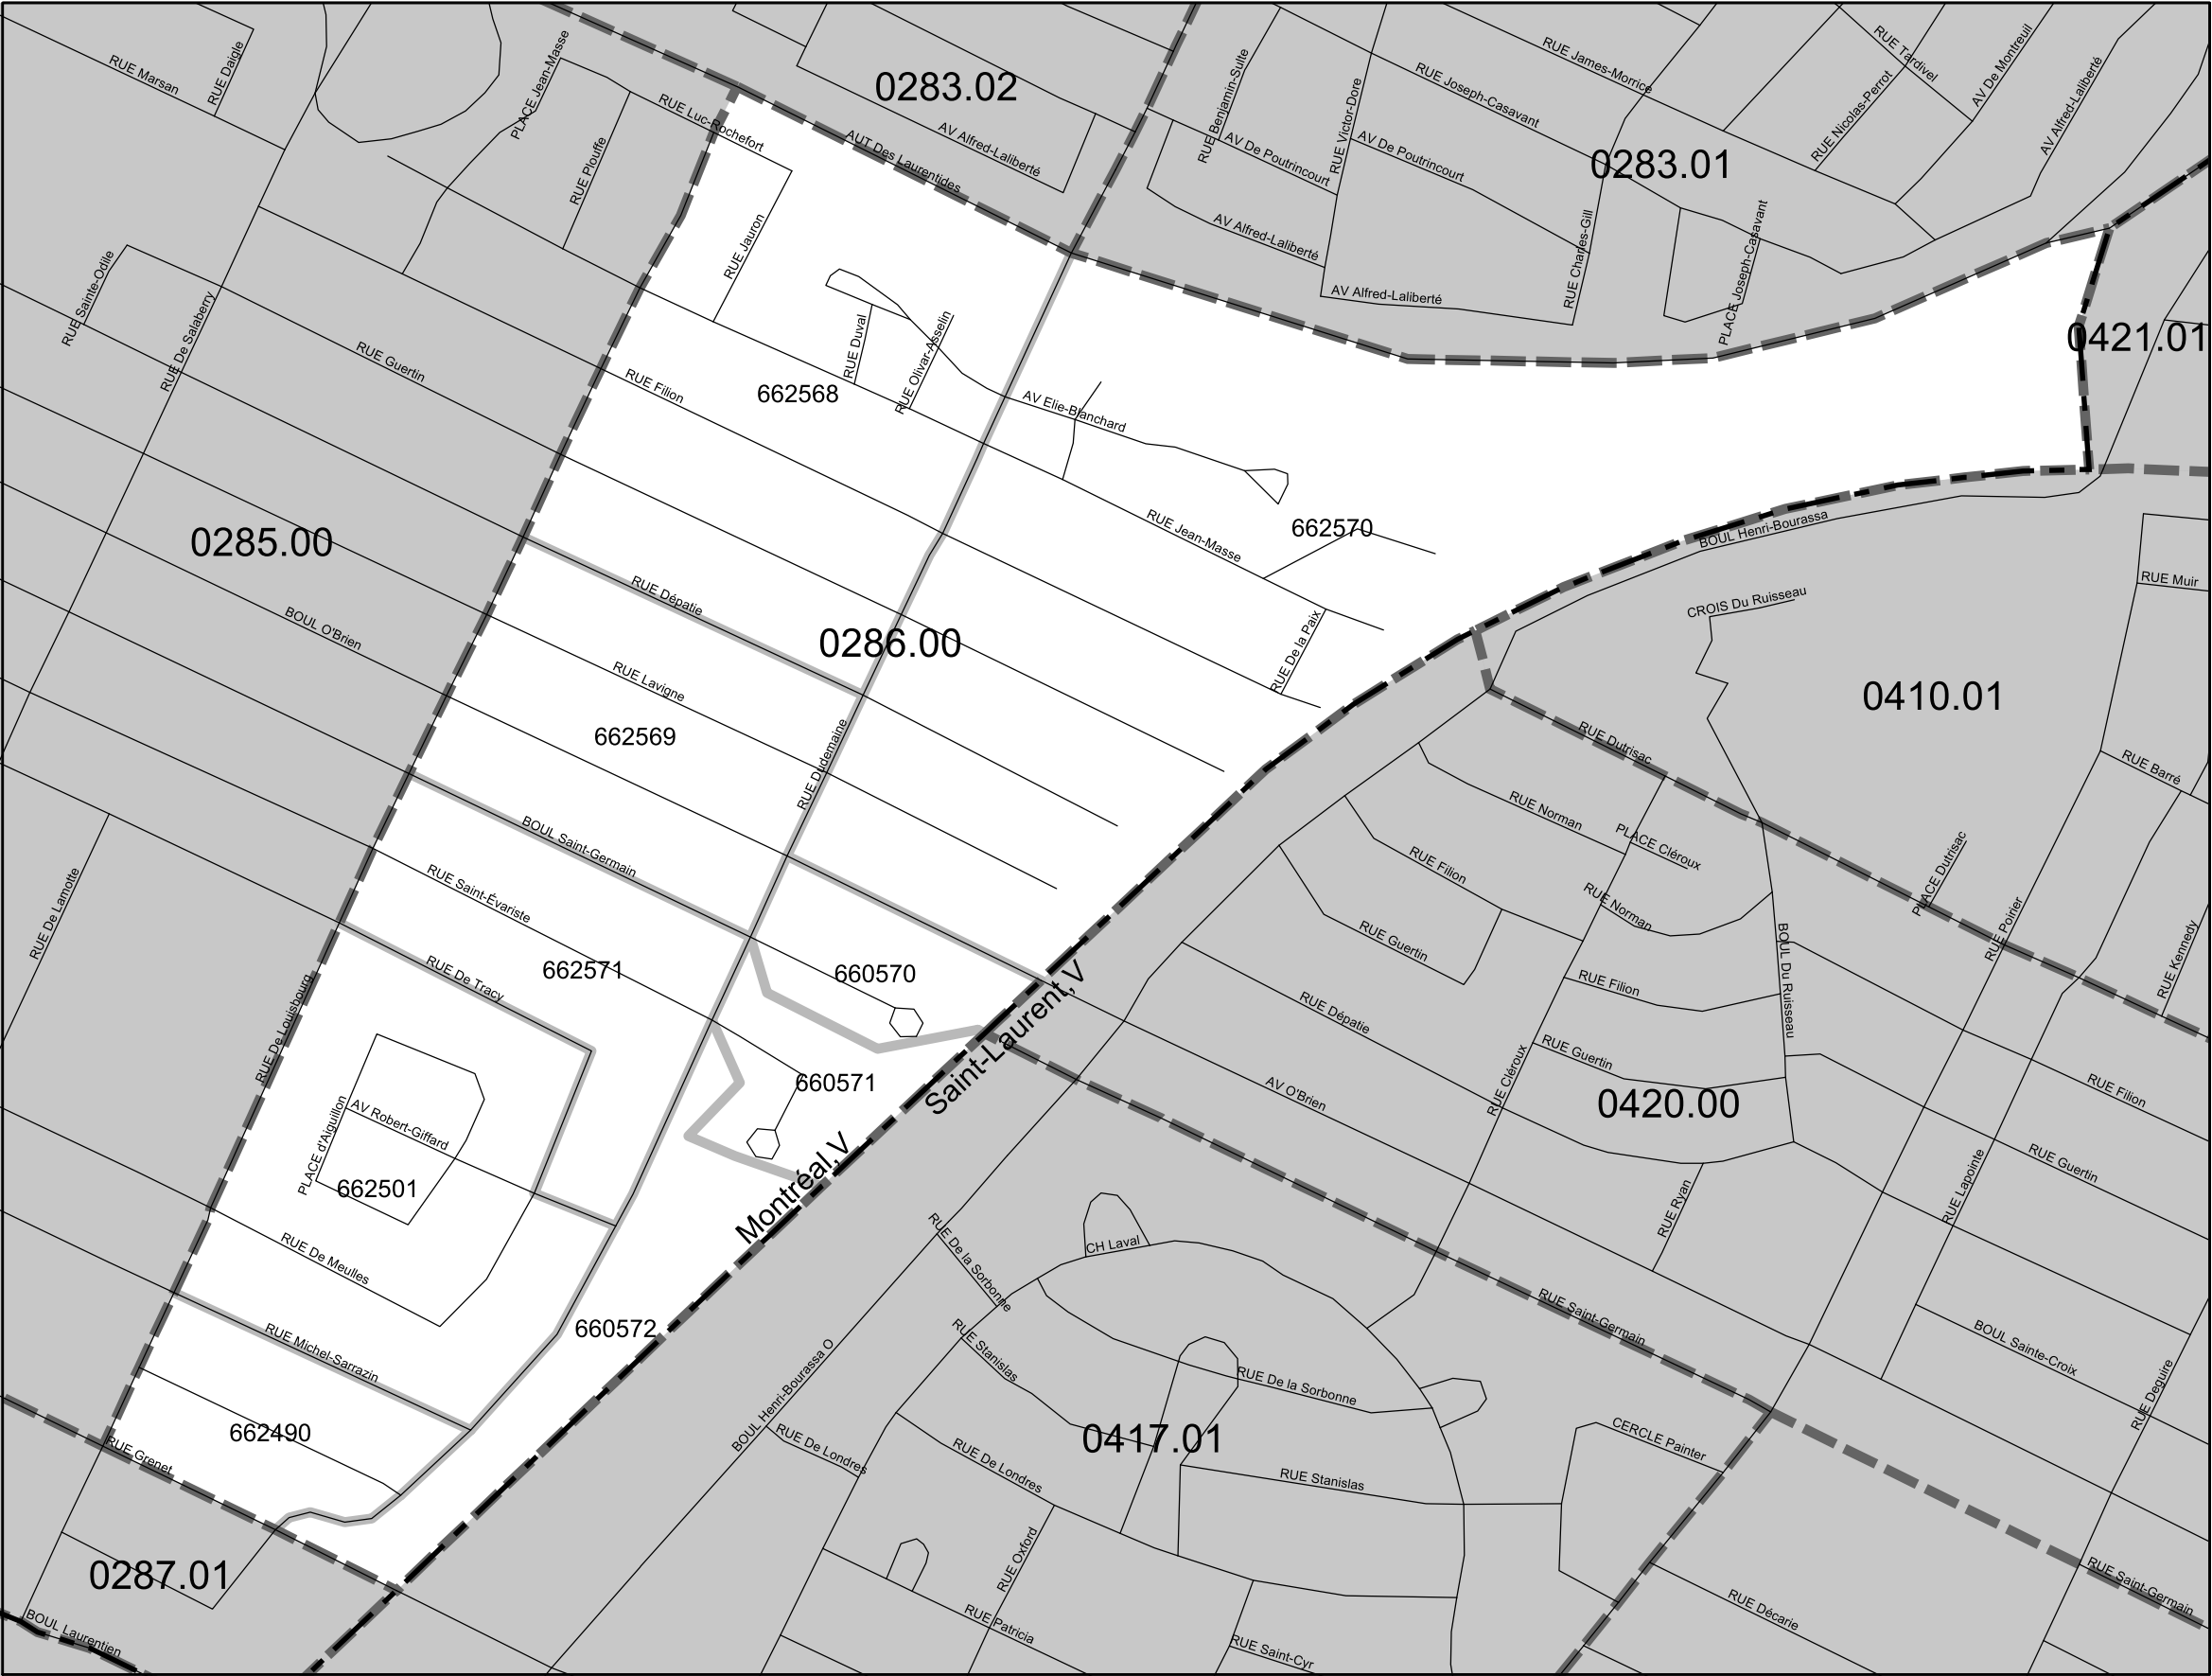 RUE Marsan
RUE Daigle
PLACE Jean-Masse
RUE Luc-Rochefort
RUE Plouffe
0283.02
AV Alfred-Laliberté
AUT Des Laurentides
RUE Benjamin-Sulte
AV De Poutrincourt
RUE Victor-Dore
RUE Joseph-Casavant
RUE James-Morrice
RUE Tardivel
RUE Nicolas-Perrot
AV De Montreuil
AV Alfred-Laliberté
0283.01
AV De Poutrincourt
AV Alfred-Laliberté
AV Alfred-Laliberté
RUE Charles-Gill
PLACE Joseph-Casavant
0421.01
RUE Sainte-Odile
RUE De Salaberry
RUE Guertin
RUE Jauron
RUE Duval
RUE Olivar-Asselin
RUE Filion
662568
AV Elie-Blanchard
RUE Jean-Masse
662570
BOUL Henri-Bourassa
0285.00
BOUL O'Brien
RUE Dépatie
0286.00
RUE De la Paix
RUE Lavigne
662569
RUE Dudemaine
CROIS Du Ruisseau
RUE Muir
0410.01
RUE Dutrisac
RUE Barré
RUE Norman
PLACE Cléroux
RUE Filion
RUE Norman
RUE Guertin
PLACE Dutrisac
RUE Poirier
RUE Kennedy
BOUL Saint-Germain
RUE Saint-Évariste
RUE De Lamotte
RUE De Tracy
662571
660570
RUE De Louisbourg
660571
Saint-Laurent,V
Montréal,V
RUE Dépatie
RUE Filion
BOUL Du Ruisseau
RUE Guertin
RUE Cléroux
AV O'Brien
0420.00
RUE Filion
RUE Guertin
RUE Lapointe
RUE Ryan
PLACE d'Aiguillon
AV Robert-Giffard
662501
RUE De Meulles
660572
RUE Michel-Sarrazin
662490
RUE Grenet
0287.01
BOUL Laurentien
RUE De la Sorbonne
CH Laval
RUE Stanislas
RUE De la Sorbonne
BOUL Henri-Bourassa O
RUE De Londres
RUE De Londres
0417.01
RUE Stanislas
RUE Saint-Germain
BOUL Sainte-Croix
RUE Deguire
CERCLE Painter
RUE Oxford
RUE Patricia
RUE Saint-Cyr
RUE Décarie
RUE Saint-Germain